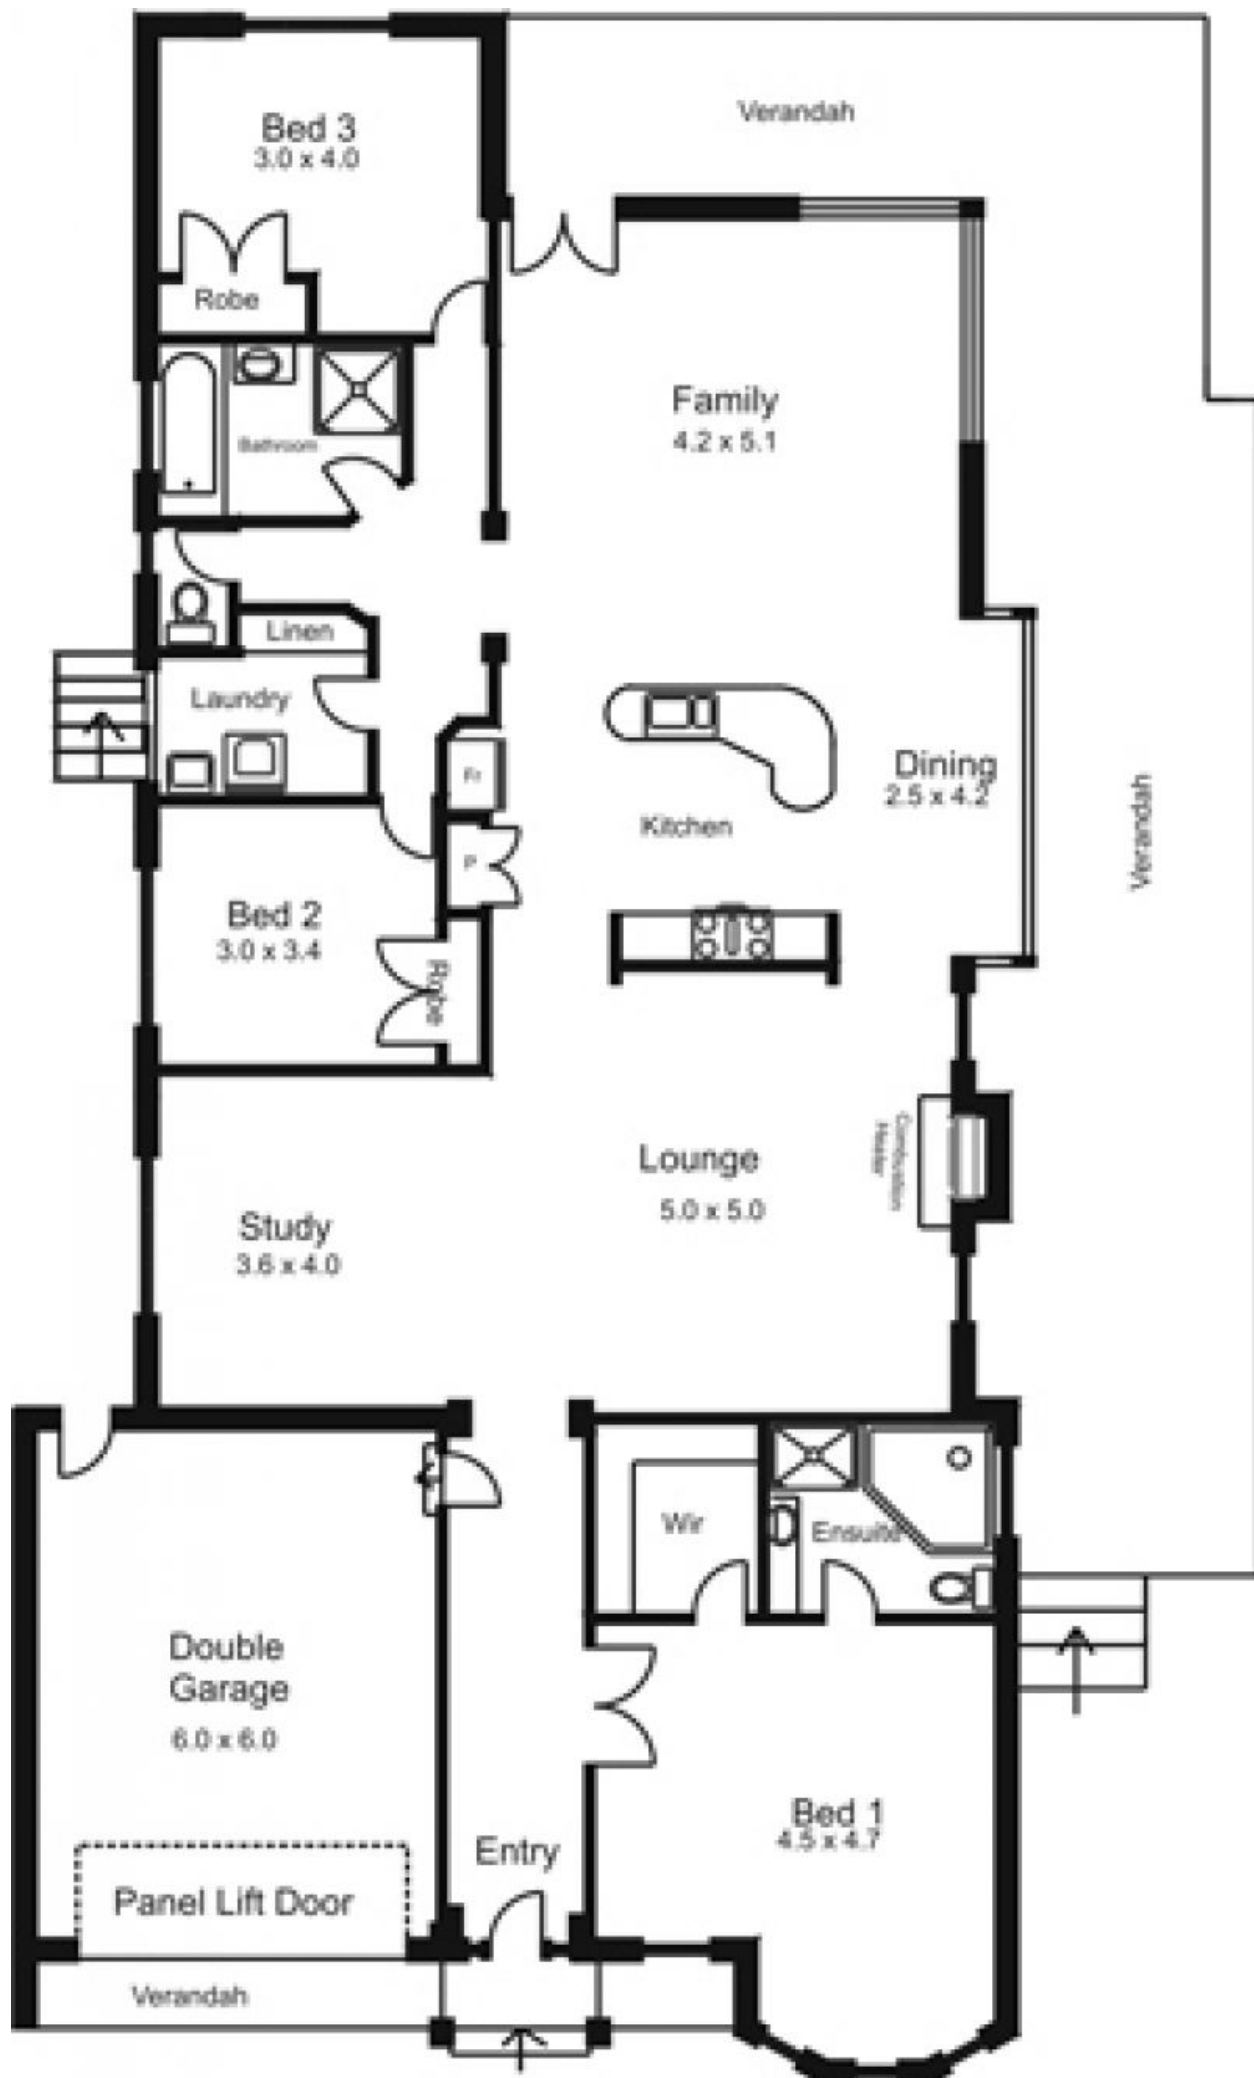 Verandah
Bed 3
3.0 x 4.0
Robe
Family
4.2 x 5.1
Bathroom
Linen
Laundry
Fr
Dining
2.5 x 4.2
Kitchen
Verandah
P
Bed 2
3.0 x 3.4
Robe
Lounge
5.0 x 5.0
Combustion
Heater
Study
3.6 x 4.0
Wir
Ensuite
Double
Garage
6.0 x 6.0
Bed 1
4.5 x 4.7
Entry
Panel Lift Door
Verandah